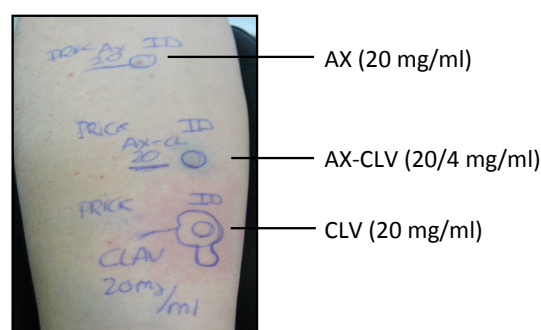 PRICK AX ID
20
AX (20 mg/ml)
PRICK ID
AX-CL
20
AX-CLV (20/4 mg/ml)
PRICK ID
CLV (20 mg/ml)
CLAV
20mg
/ml